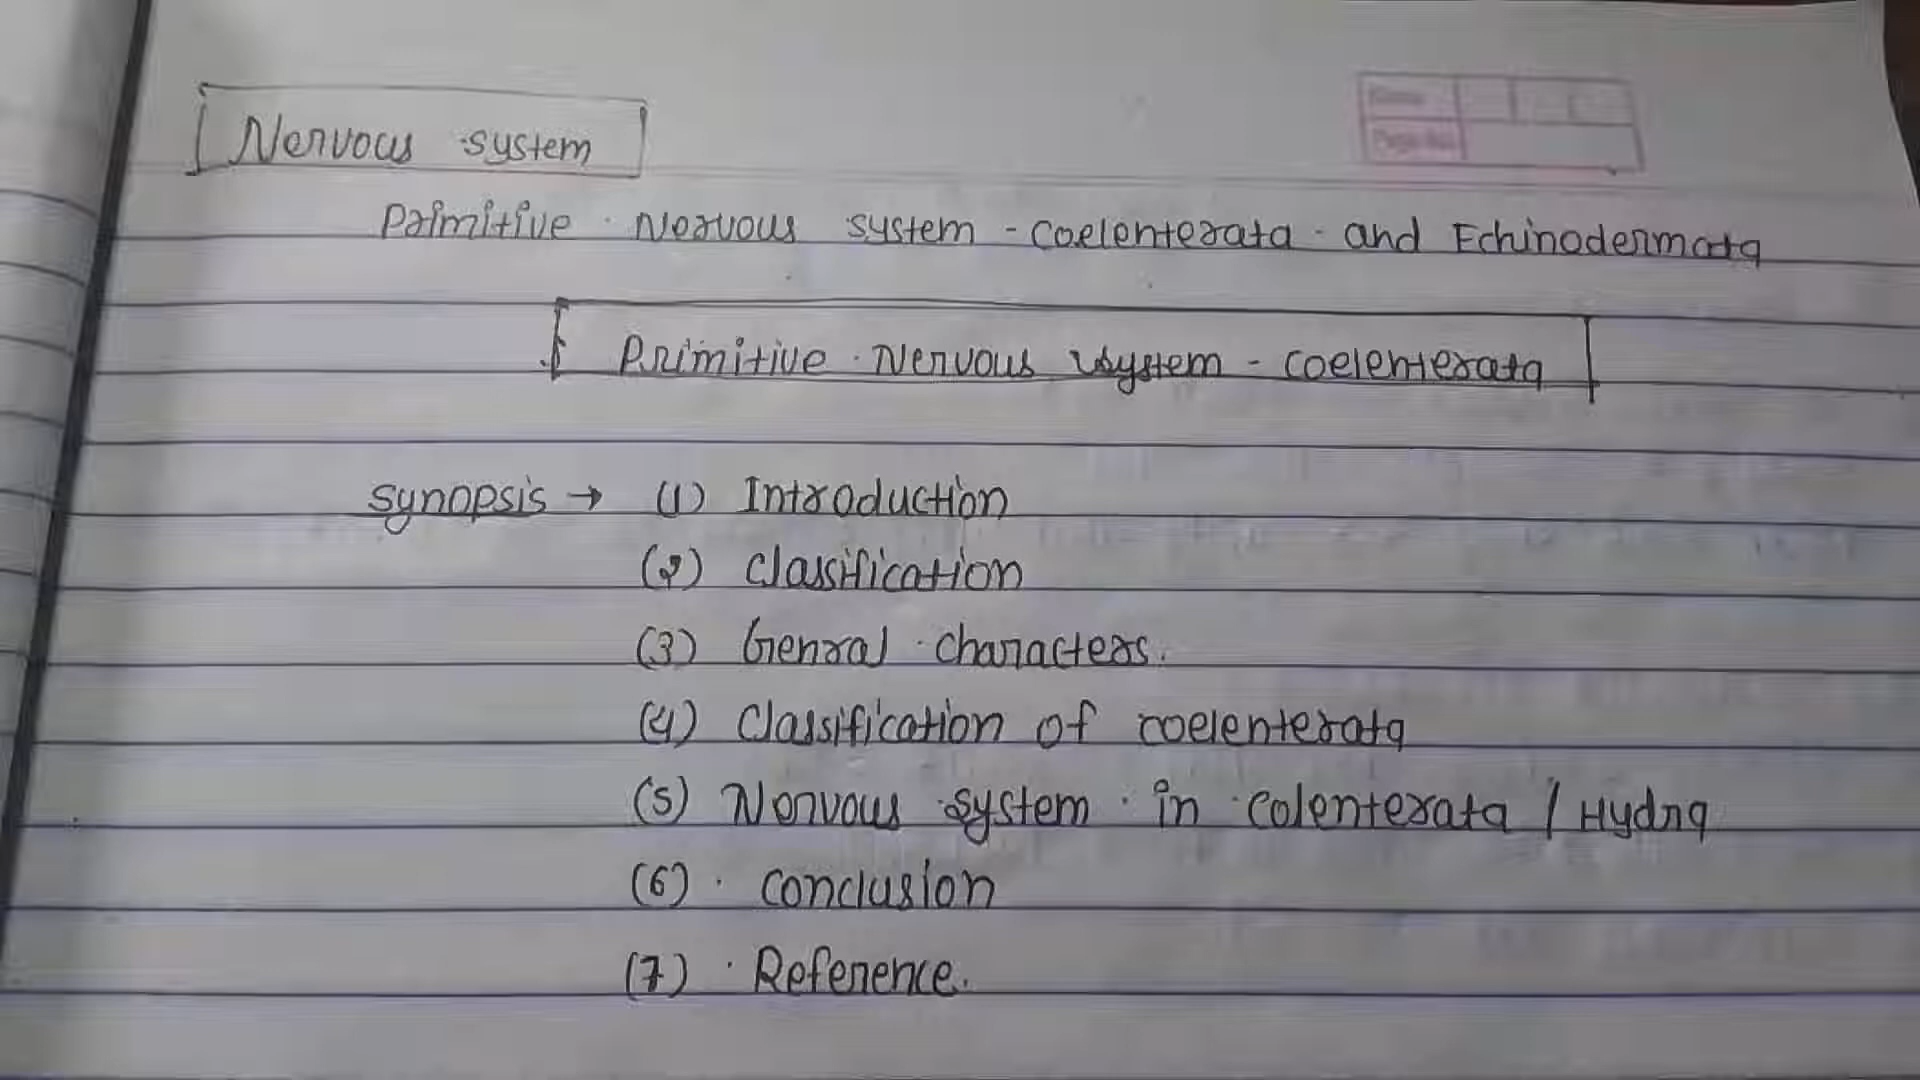 Nervous system
Primitive Nervous system - Coelenterata and Echinodermata
Primitive Nervous system - Coelenterata
Synopsis → (1) Introduction
(2) Classification
(3) Genral characters.
(4) Classification of coelenterata
(5) Nervous system in Colenterata / Hydra
(6) Conclusion
(7) Reference.